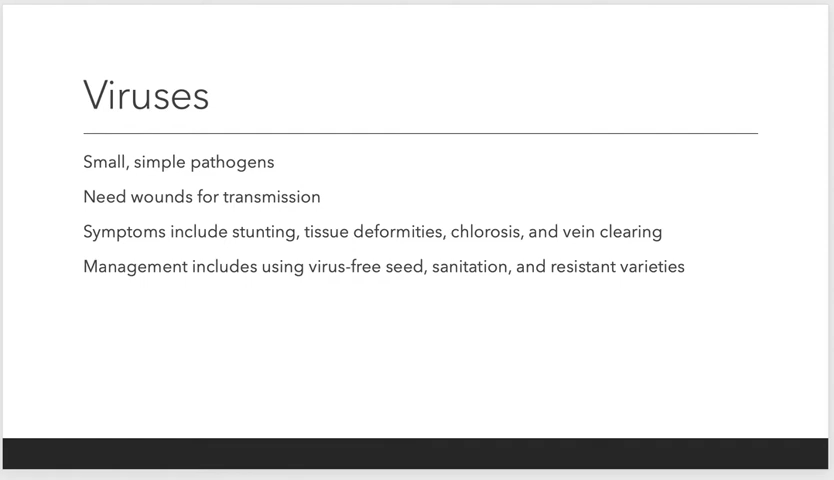 Viruses
Small, simple pathogens
Need wounds for transmission
Symptoms include stunting, tissue deformities, chlorosis, and vein clearing
Management includes using virus-free seed, sanitation, and resistant varieties